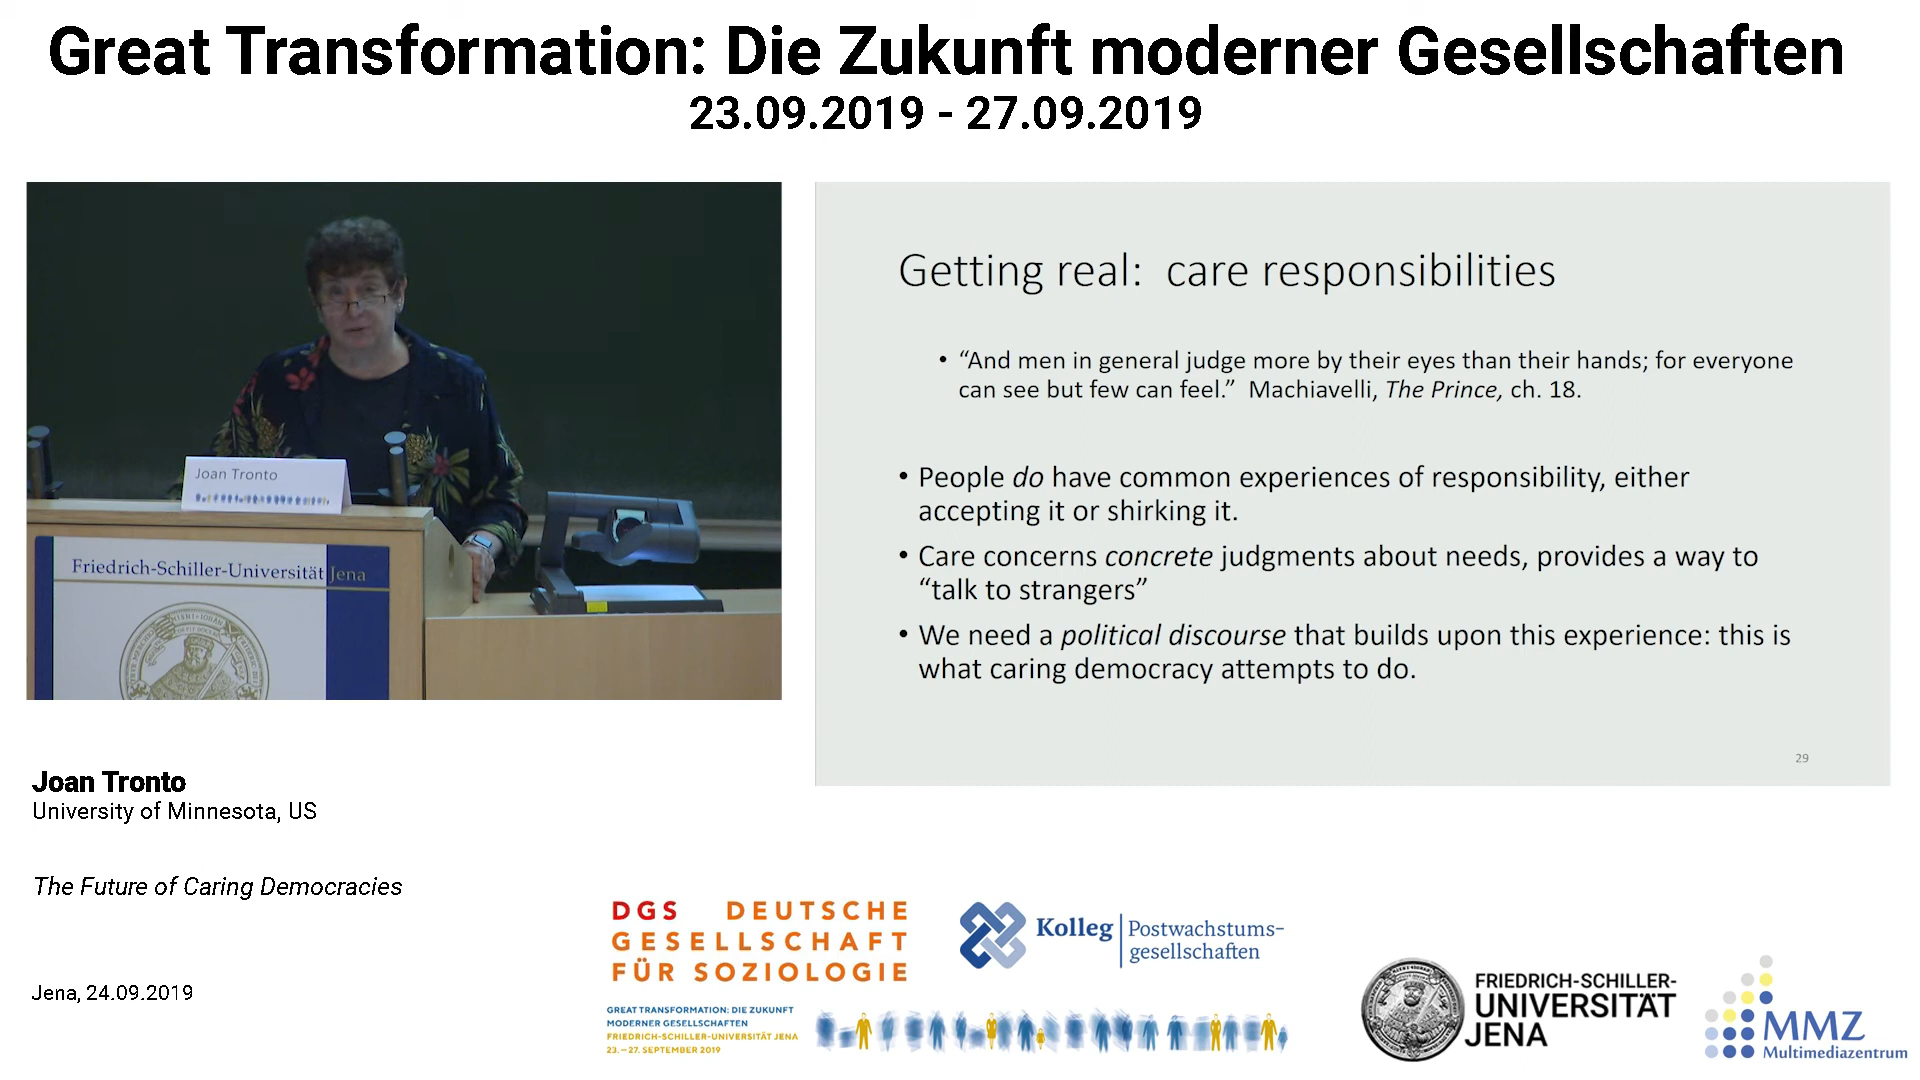 Great Transformation: Die Zukunft moderner Gesellschaften
23.09.2019 - 27.09.2019
Joan Tronto
Friedrich-Schiller-Universität Jena
Getting real: care responsibilities
• “And men in general judge more by their eyes than their hands; for everyone
can see but few can feel.” Machiavelli, The Prince, ch. 18.
• People do have common experiences of responsibility, either
accepting it or shirking it.
• Care concerns concrete judgments about needs, provides a way to
“talk to strangers”
• We need a political discourse that builds upon this experience: this is
what caring democracy attempts to do.
29
Joan Tronto
University of Minnesota, US
The Future of Caring Democracies
Jena, 24.09.2019
DGS DEUTSCHE
GESELLSCHAFT
FÜR SOZIOLOGIE
GREAT TRANSFORMATION: DIE ZUKUNFT
MODERNER GESELLSCHAFTEN
FRIEDRICH-SCHILLER-UNIVERSITÄT JENA
23.–27. SEPTEMBER 2019
Kolleg Postwachstums-
gesellschaften
FRIEDRICH-SCHILLER-
UNIVERSITÄT
JENA
MMZ
Multimediazentrum